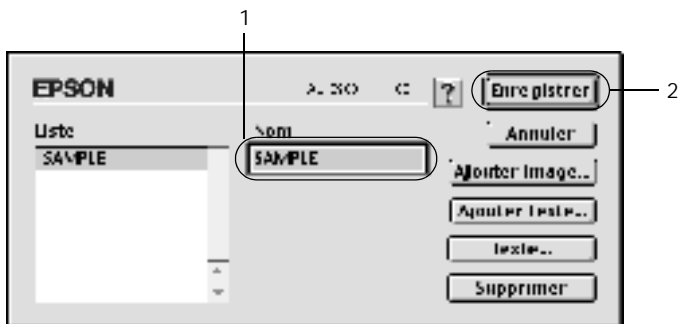 1
EPSON
?
Enregistrer
2
Liste
Nom
Annuler
SAMPLE
SAMPLE
Ajouter Image...
Ajouter Texte...
Texte...
Supprimer